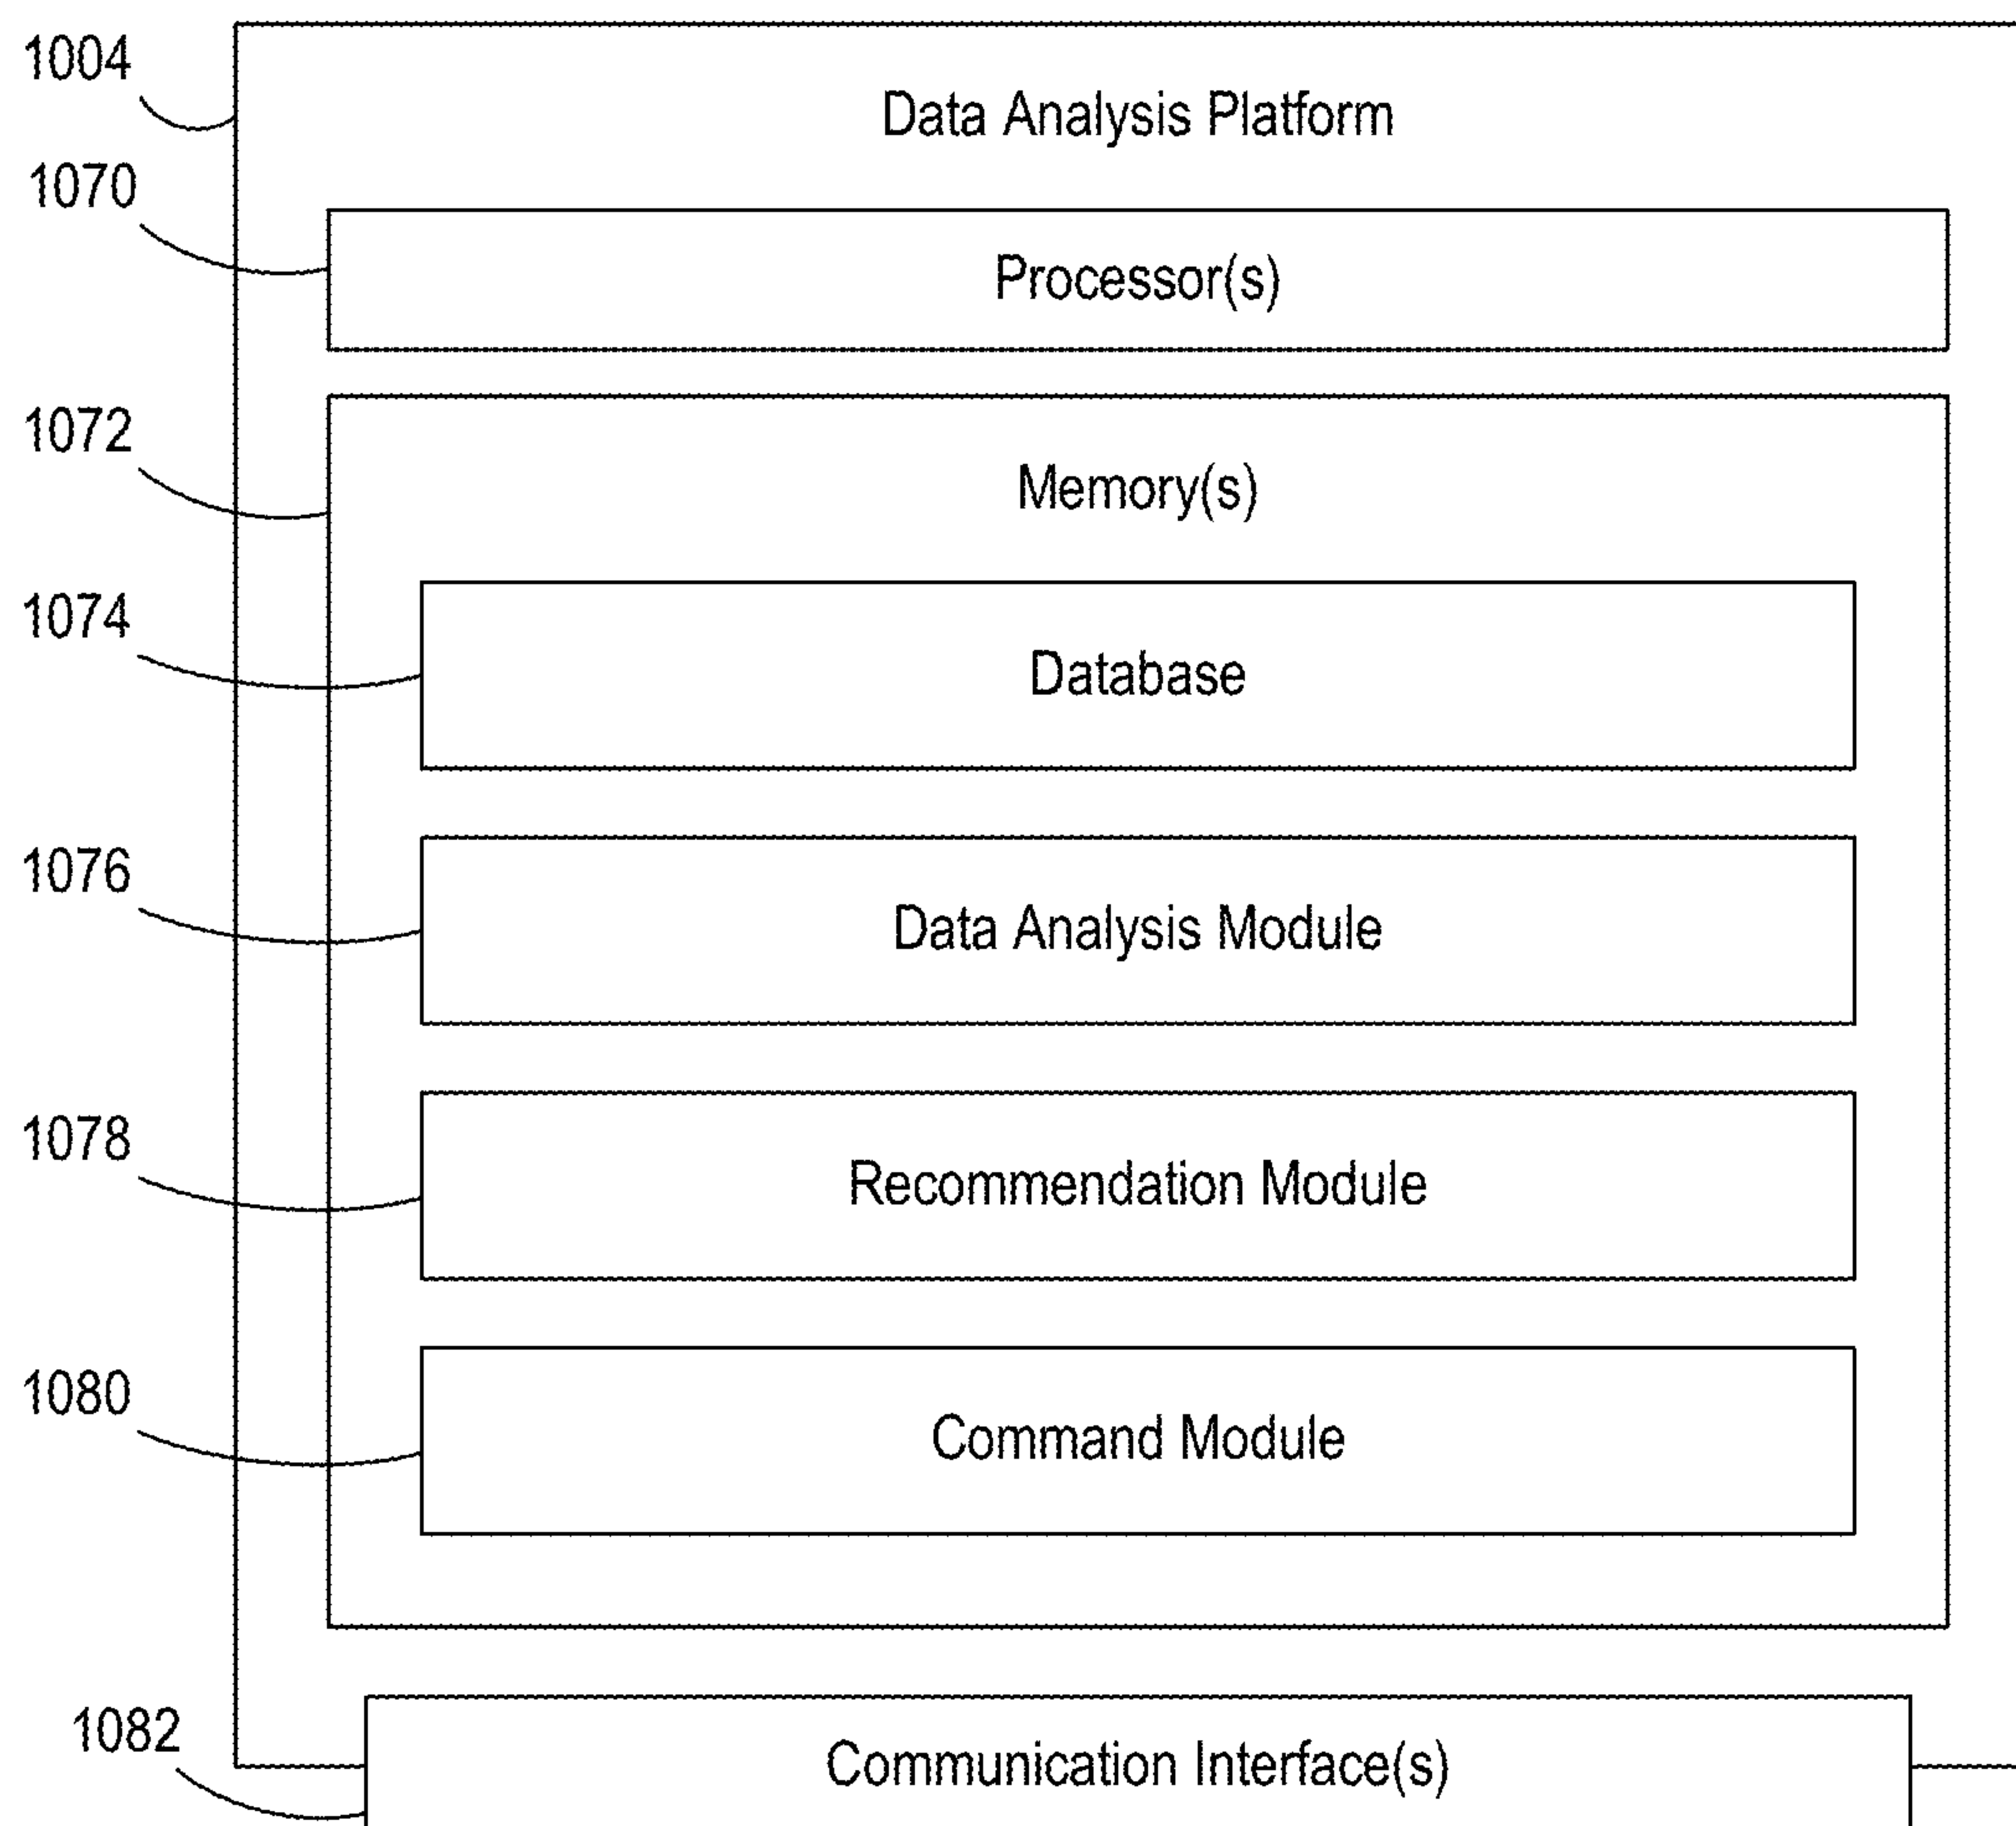 1004
Data Analysis Platform
1070
Processor(s)
1072
Memory(s)
1074
Database
1076
Data Analysis Module
1078
Recommendation Module
1080
Command Module
1082
Communication Interface(s)